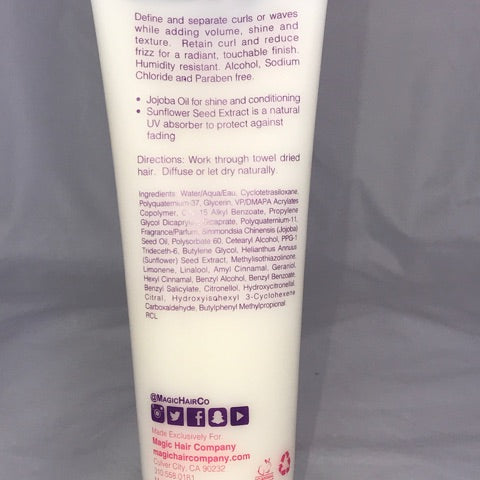 Define and separate curls or waves
while adding volume, shine and
texture. Retain curl and reduce
frizz for a radiant, touchable finish.
Humidity resistant. Alcohol, Sodium
Chloride and Paraben free.
• Jojoba Oil for shine and conditioning
• Sunflower Seed Extract is a natural
UV absorber to protect against
fading
Directions: Work through towel dried
hair. Diffuse or let dry naturally.
Ingredients: Water/Aqua/Eau, Cyclotetrasiloxane,
Polyquaternium-37, Glycerin, VP/DMAPA Acrylates
Copolymer, 15 Alkyl Benzoate, Propylene
Glycol Dicaprylate Dicaprate, Polyquaternium-11,
Fragrance/Parfum, Simmondsia Chinensis (Jojoba)
Seed Oil, Polysorbate 60, Cetearyl Alcohol, PPG-1
Trideceth-6, Butylene Glycol, Helianthus Annuus
(Sunflower) Seed Extract, Methylisothiazolinone,
Limonene, Linalool, Amyl Cinnamal, Geraniol,
Hexyl Cinnamal, Benzyl Alcohol, Benzyl Benzoate,
Benzyl Salicylate, Citronellol, Hydroxycitronellal,
Citral, Hydroxyisohexyl 3-Cyclohexene
Carboxaldehyde, Butylphenyl Methylpropional
RCL
@MAGICHAIRCO
Made Exclusively For
Magic Hair Company
magichaircompany.com
Culver City, CA 90232
310.558.0181